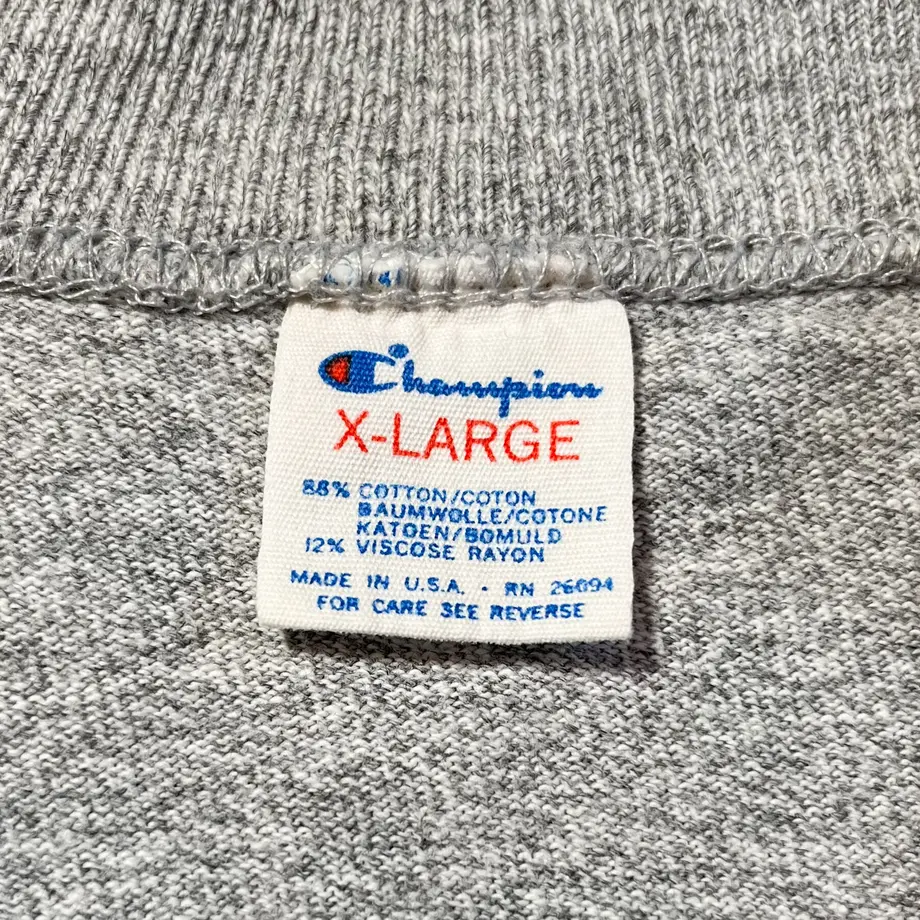 Champion
X-LARGE
88% COTTON/COTON
BAUMWOLLE/COTONE
KATOEN/BOMULD
12% VISCOSE RAYON
MADE IN U.S.A. - RN 26094
FOR CARE SEE REVERSE